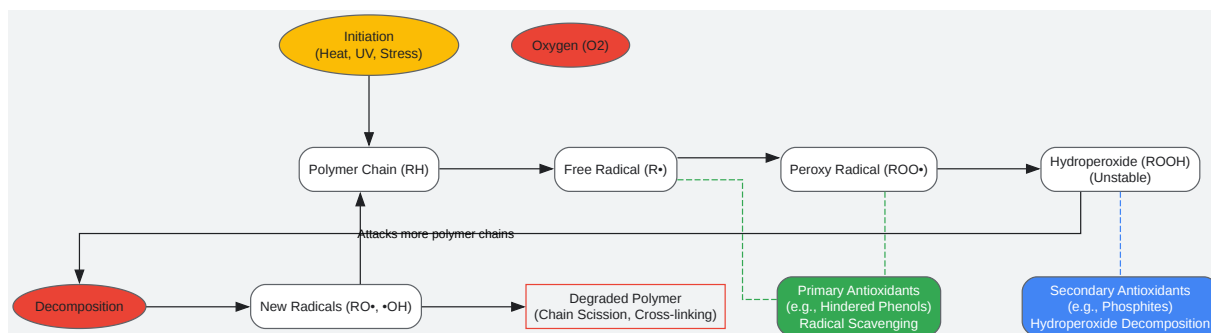 Initiation
(Heat, UV, Stress)
Oxygen (O2)
Polymer Chain (RH)
Free Radical (R•)
Peroxy Radical (ROO•)
Hydroperoxide (ROOH)
(Unstable)
Attacks more polymer chains
Decomposition
New Radicals (RO•, •OH)
Degraded Polymer
(Chain Scission, Cross-linking)
Primary Antioxidants
(e.g., Hindered Phenols)
Radical Scavenging
Secondary Antioxidants
(e.g., Phosphites)
Hydroperoxide Decomposition